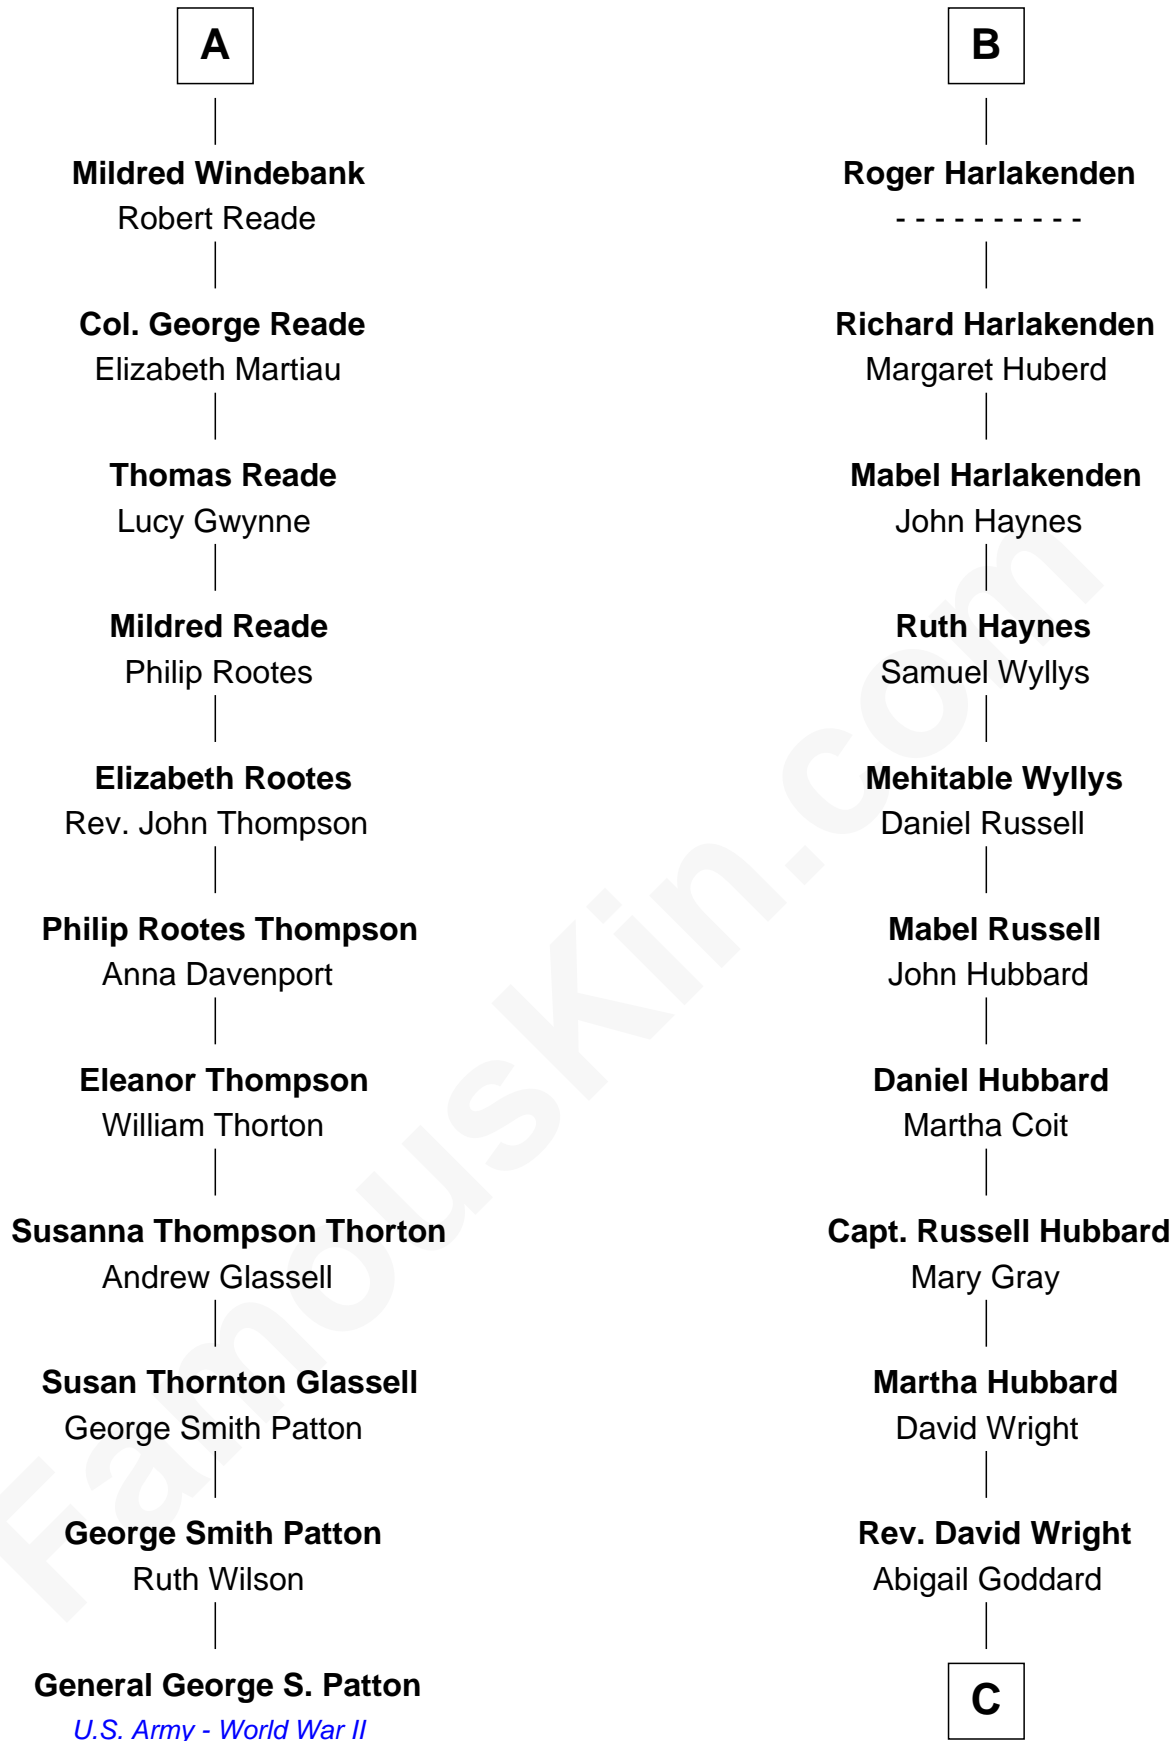 A
Mildred Windebank
Robert Reade
Col. George Reade
Elizabeth Martiau
Thomas Reade
Lucy Gwynne
Mildred Reade
Philip Rootes
Elizabeth Rootes
Rev. John Thompson
Philip Rootes Thompson
Anna Davenport
Eleanor Thompson
William Thorton
Susanna Thompson Thorton
Andrew Glassell
Susan Thornton Glassell
George Smith Patton
George Smith Patton
Ruth Wilson
General George S. Patton
U.S. Army - World War II
B
Roger Harlakenden
- - - - - - - - - -
Richard Harlakenden
Margaret Huberd
Mabel Harlakenden
John Haynes
Ruth Haynes
Samuel Wyllys
Mehitable Wyllys
Daniel Russell
Mabel Russell
John Hubbard
Daniel Hubbard
Martha Coit
Capt. Russell Hubbard
Mary Gray
Martha Hubbard
David Wright
Rev. David Wright
Abigail Goddard
C
FamousKin.com